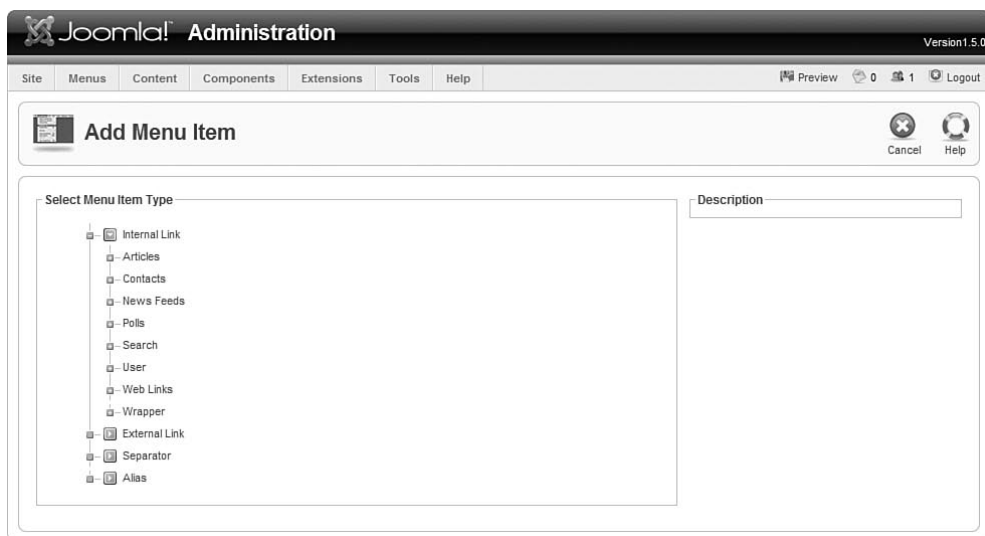 Joomla!™ Administration
Version1.5.0
Site Menus Content Components Extensions Tools Help Preview 0 1 Logout
Add Menu Item
Cancel Help
Select Menu Item Type Description
Internal Link
Articles
Contacts
News Feeds
Polls
Search
User
Web Links
Wrapper
External Link
Separator
Alias